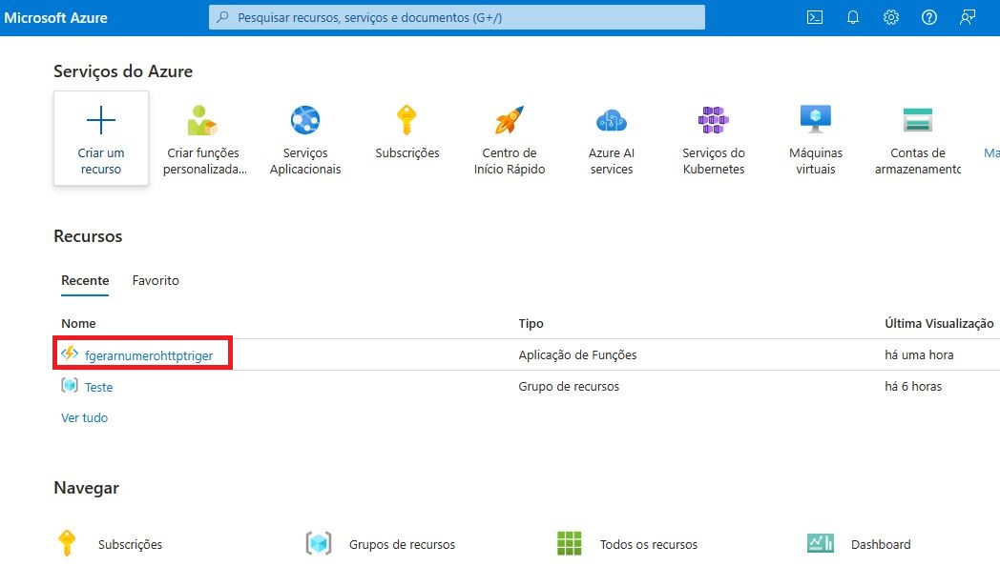 Microsoft Azure
Pesquisar recursos, serviços e documentos (G+/)
Serviços do Azure
Criar um
recurso
Criar funções
personalizada...
Serviços
Aplicacionais
Subscrições
Centro de
Início Rápido
Azure AI
services
Serviços do
Kubernetes
Máquinas
virtuais
Contas de
armazenamento
Ma
Recursos
Recente Favorito
Nome Tipo Última Visualização
fgerarnumerohttptriger Aplicação de Funções há uma hora
Teste Grupo de recursos há 6 horas
Ver tudo
Navegar
Subscrições Grupos de recursos Todos os recursos Dashboard